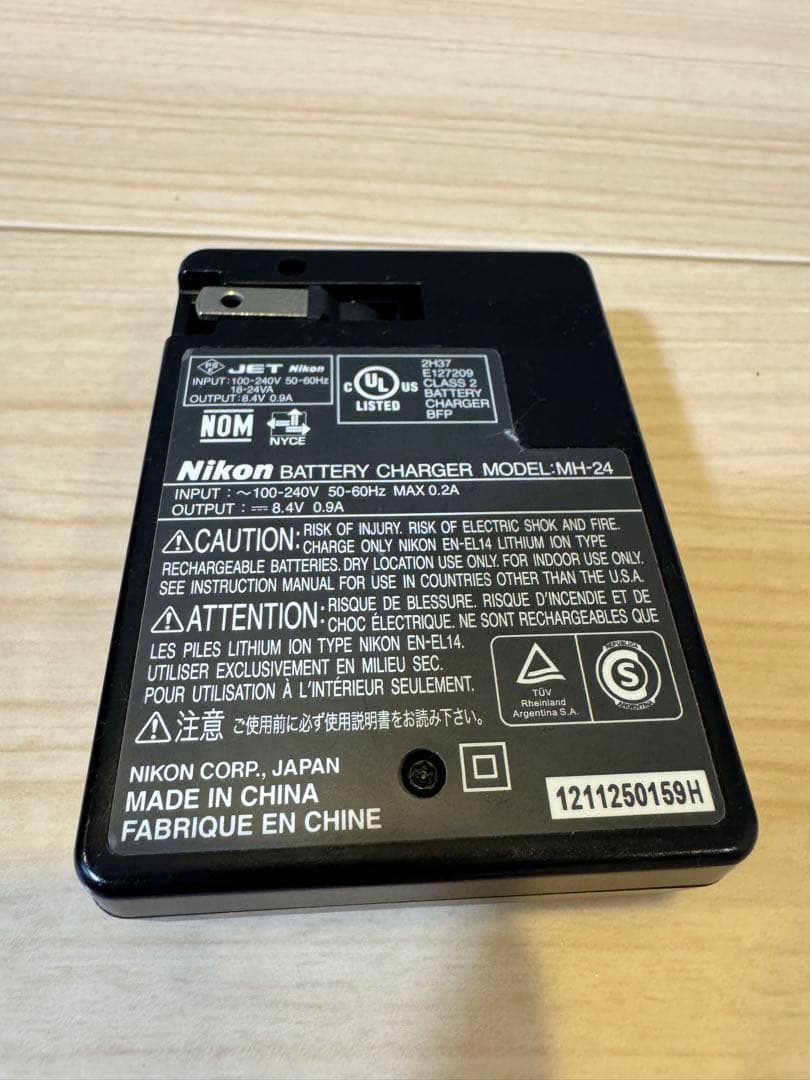 PS E JET Nikon
INPUT:100-240V 50-60Hz
18-24VA
OUTPUT:8.4V 0.9A
C UL US
LISTED
2H37
E127209
CLASS 2
BATTERY
CHARGER
BFP
NOM
NYCE
Nikon BATTERY CHARGER MODEL:MH-24
INPUT : ～100-240V 50-60Hz MAX 0.2A
OUTPUT : ⎓ 8.4V 0.9A
⚠CAUTION: RISK OF INJURY. RISK OF ELECTRIC SHOK AND FIRE.
CHARGE ONLY NIKON EN-EL14 LITHIUM ION TYPE
RECHARGEABLE BATTERIES. DRY LOCATION USE ONLY. FOR INDOOR USE ONLY.
SEE INSTRUCTION MANUAL FOR USE IN COUNTRIES OTHER THAN THE U.S.A.
⚠ATTENTION: RISQUE DE BLESSURE. RISQUE D'INCENDIE ET DE
CHOC ÉLECTRIQUE. NE SONT RECHARGEABLES QUE
LES PILES LITHIUM ION TYPE NIKON EN-EL14.
UTILISER EXCLUSIVEMENT EN MILIEU SEC.
POUR UTILISATION À L'INTÉRIEUR SEULEMENT.
TÜV
Rheinland
Argentina S.A.
REPUBLICA
S
ARGENTINA
⚠注意 ご使用前に必ず使用説明書をお読み下さい。
NIKON CORP., JAPAN
MADE IN CHINA
FABRIQUE EN CHINE
1211250159H